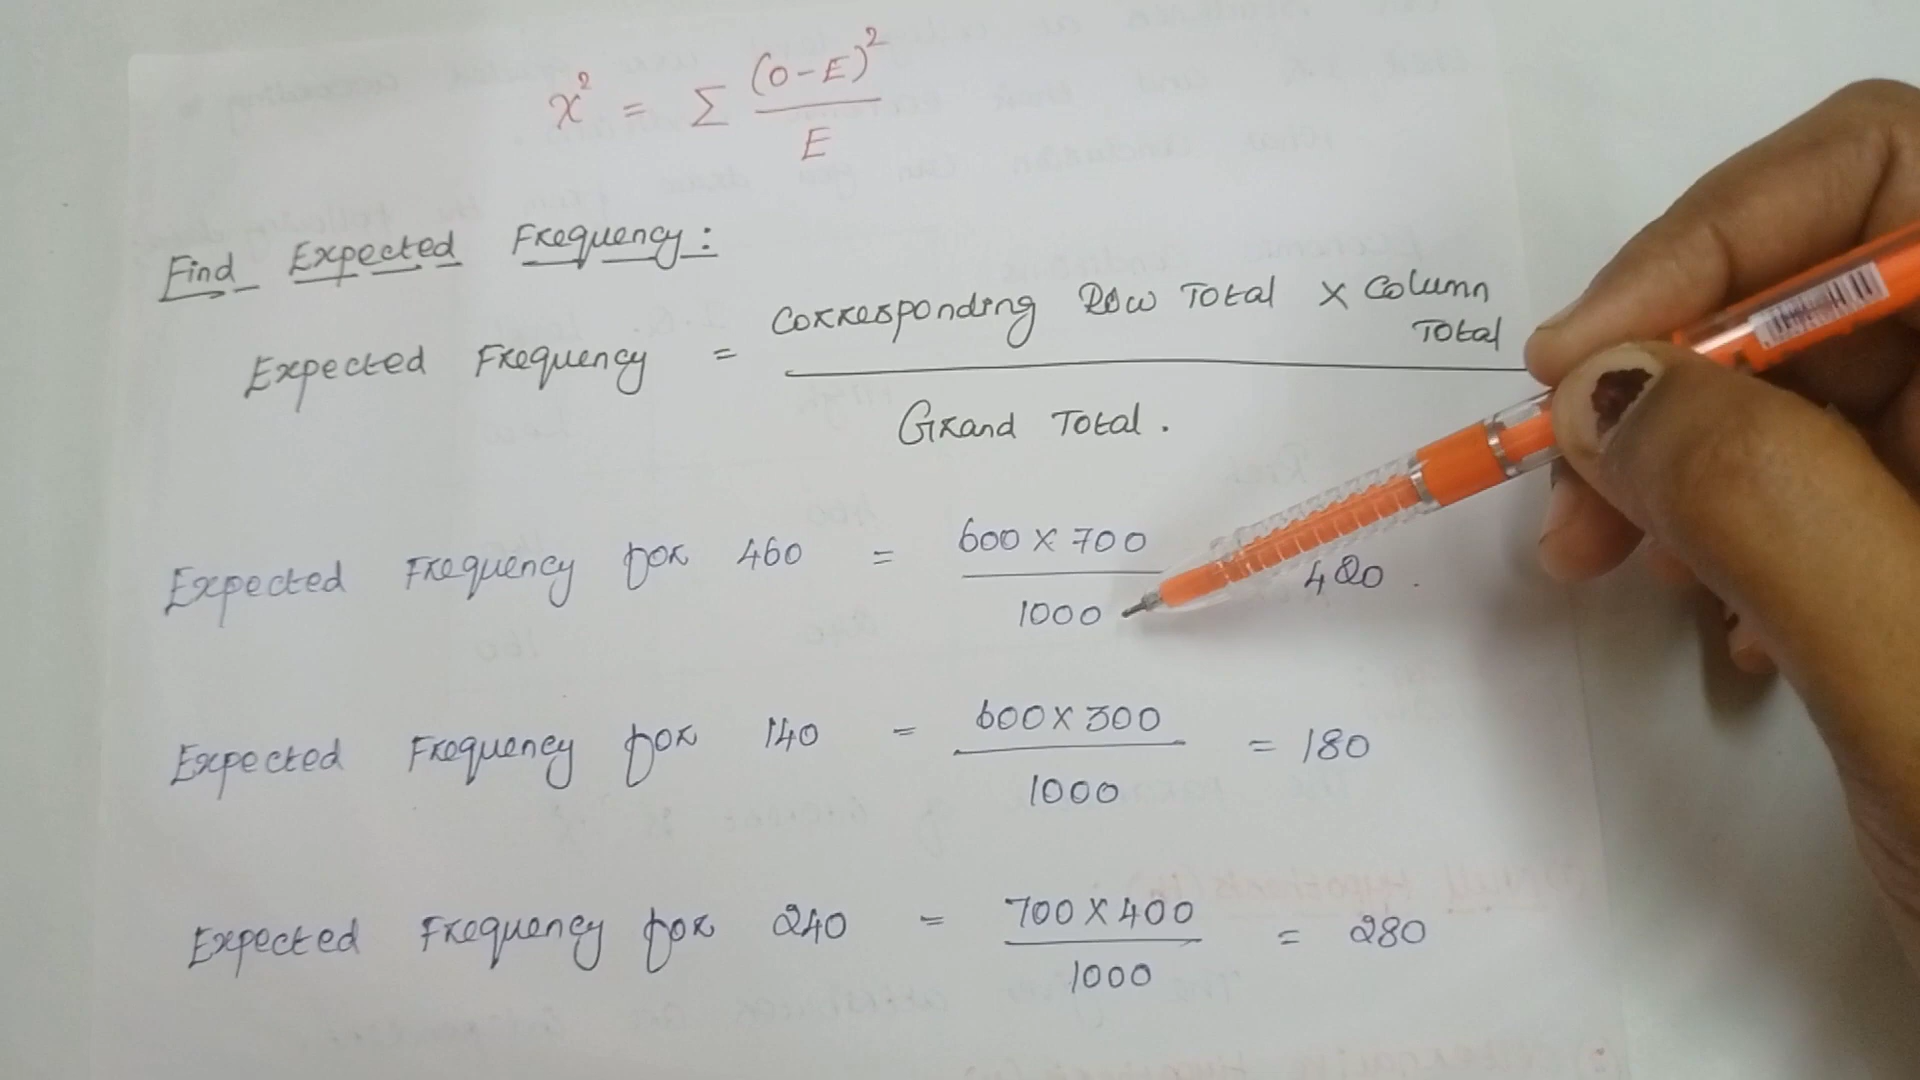 χ² = Σ (O-E)² / E
Find Expected Frequency:
Expected Frequency = Corresponding Row Total × Column Total / Grand Total.
Expected Frequency for 460 = 600 × 700 / 1000 420.
Expected Frequency for 140 = 600 × 300 / 1000 = 180
Expected Frequency for 240 = 700 × 400 / 1000 = 280